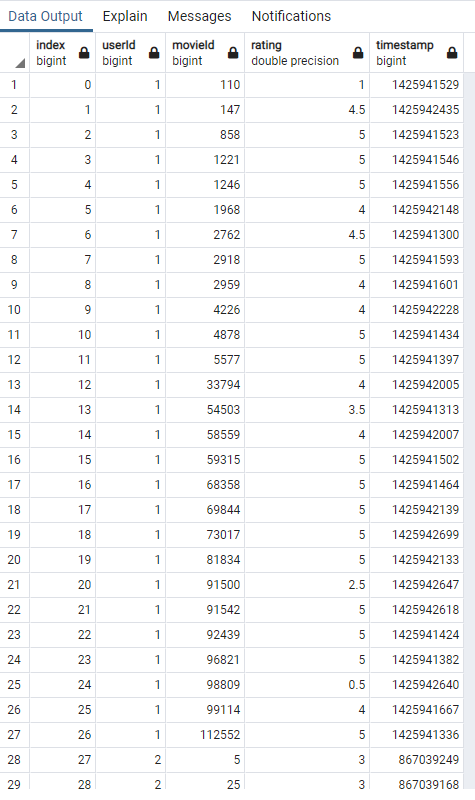 Data Output Explain Messages Notifications
index userId movieId rating timestamp
bigint bigint bigint double precision bigint
1 0 1 110 1 1425941529
2 1 1 147 4.5 1425942435
3 2 1 858 5 1425941523
4 3 1 1221 5 1425941546
5 4 1 1246 5 1425941556
6 5 1 1968 4 1425942148
7 6 1 2762 4.5 1425941300
8 7 1 2918 5 1425941593
9 8 1 2959 4 1425941601
10 9 1 4226 4 1425942228
11 10 1 4878 5 1425941434
12 11 1 5577 5 1425941397
13 12 1 33794 4 1425942005
14 13 1 54503 3.5 1425941313
15 14 1 58559 4 1425942007
16 15 1 59315 5 1425941502
17 16 1 68358 5 1425941464
18 17 1 69844 5 1425942139
19 18 1 73017 5 1425942699
20 19 1 81834 5 1425942133
21 20 1 91500 2.5 1425942647
22 21 1 91542 5 1425942618
23 22 1 92439 5 1425941424
24 23 1 96821 5 1425941382
25 24 1 98809 0.5 1425942640
26 25 1 99114 4 1425941667
27 26 1 112552 5 1425941336
28 27 2 5 3 867039249
29 28 2 25 3 867039168